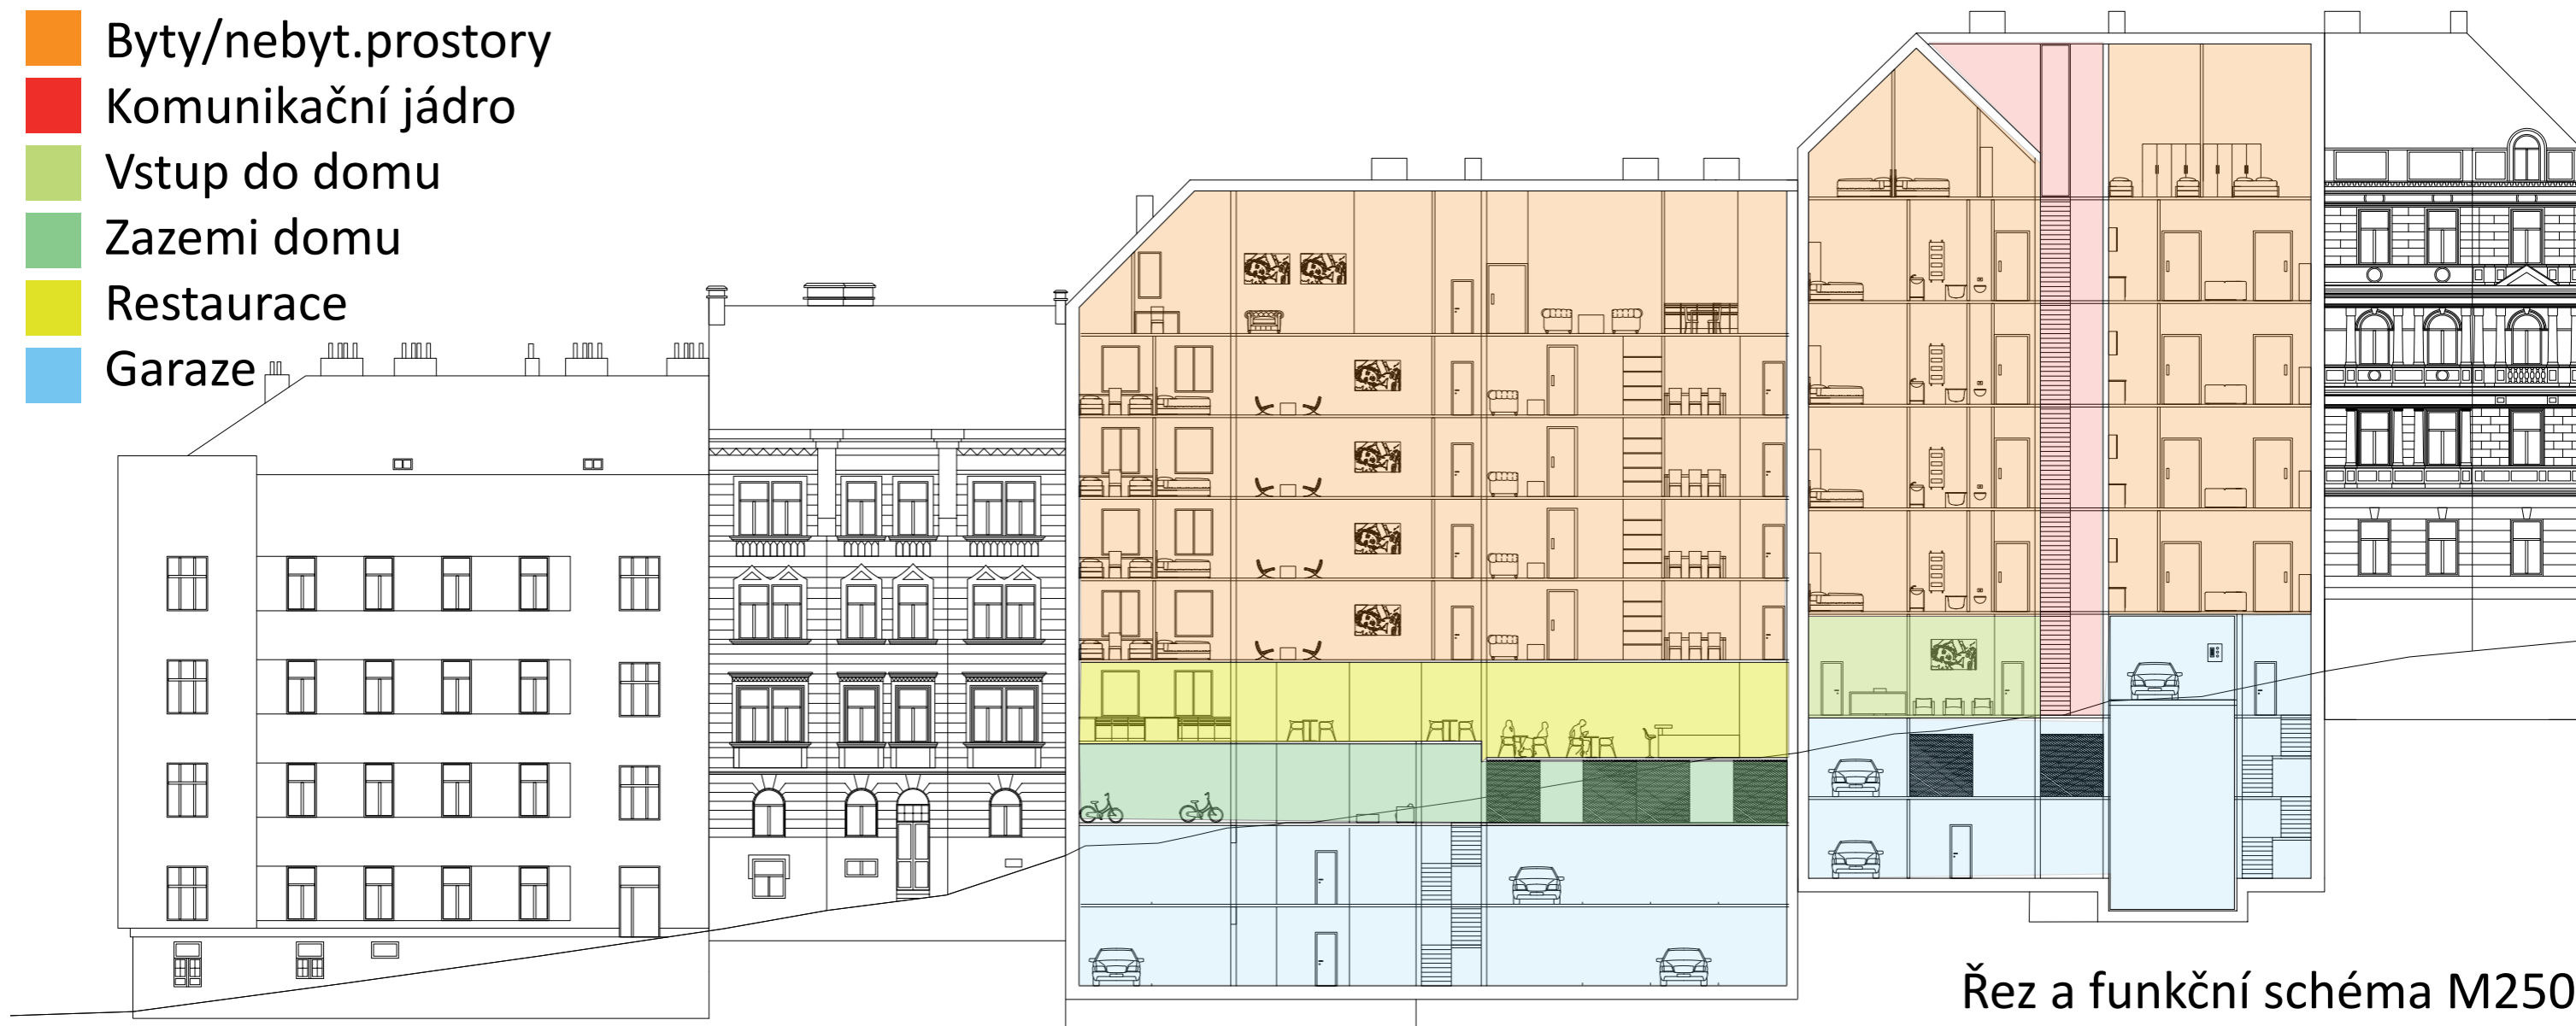 Byty/nebyt.prostory
Komunikační jádro
Vstup do domu
Zazemi domu
Restaurace
Garaze
Řez a funkční schéma M250